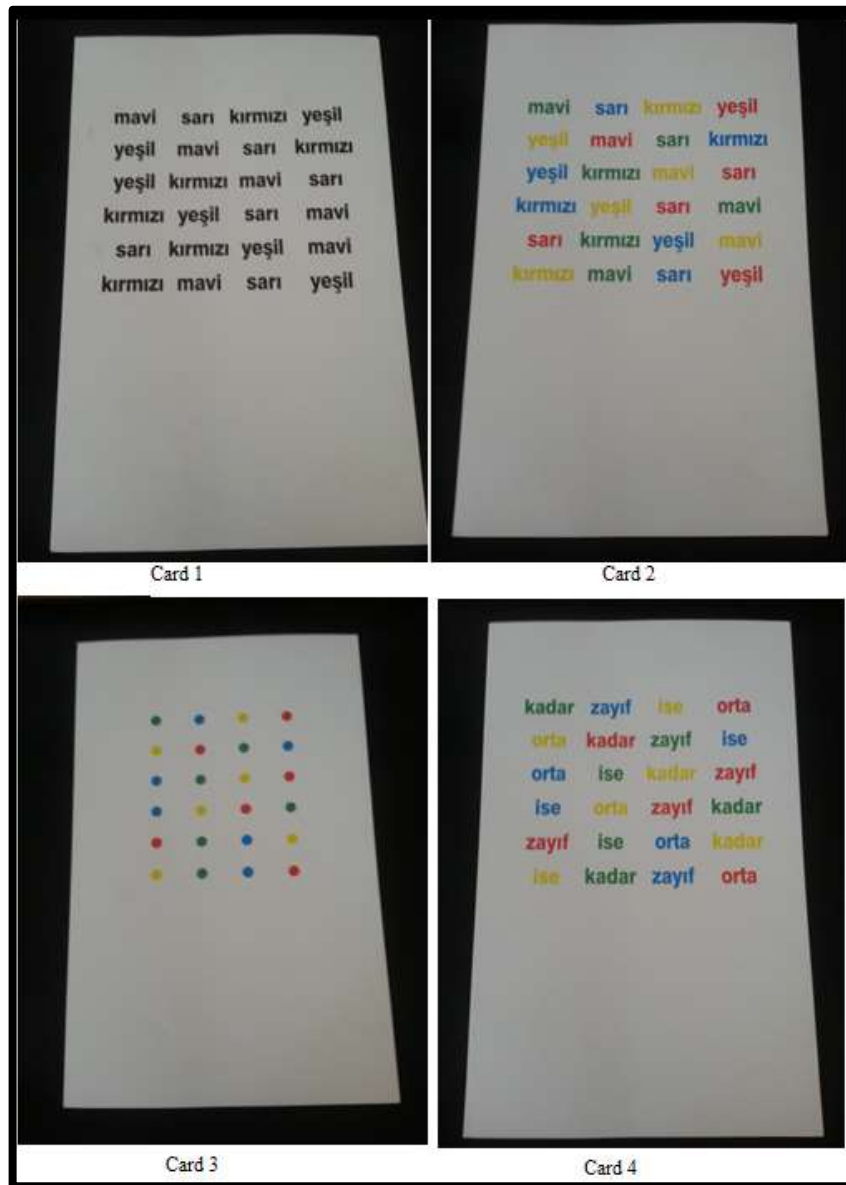 mavi sarı kırmızı yeşil
yeşil mavi sarı kırmızı
yeşil kırmızı mavi sarı
kırmızı yeşil sarı mavi
sarı kırmızı yeşil mavi
kırmızı mavi sarı yeşil
Card 1
mavi sarı kırmızı yeşil
yeşil mavi sarı kırmızı
yeşil kırmızı mavi sarı
kırmızı yeşil sarı mavi
sarı kırmızı yeşil mavi
kırmızı mavi sarı yeşil
Card 2
Card 3
kadar zayıf ise orta
orta kadar zayıf ise
orta ise kadar zayıf
ise orta zayıf kadar
zayıf ise orta kadar
ise kadar zayıf orta
Card 4